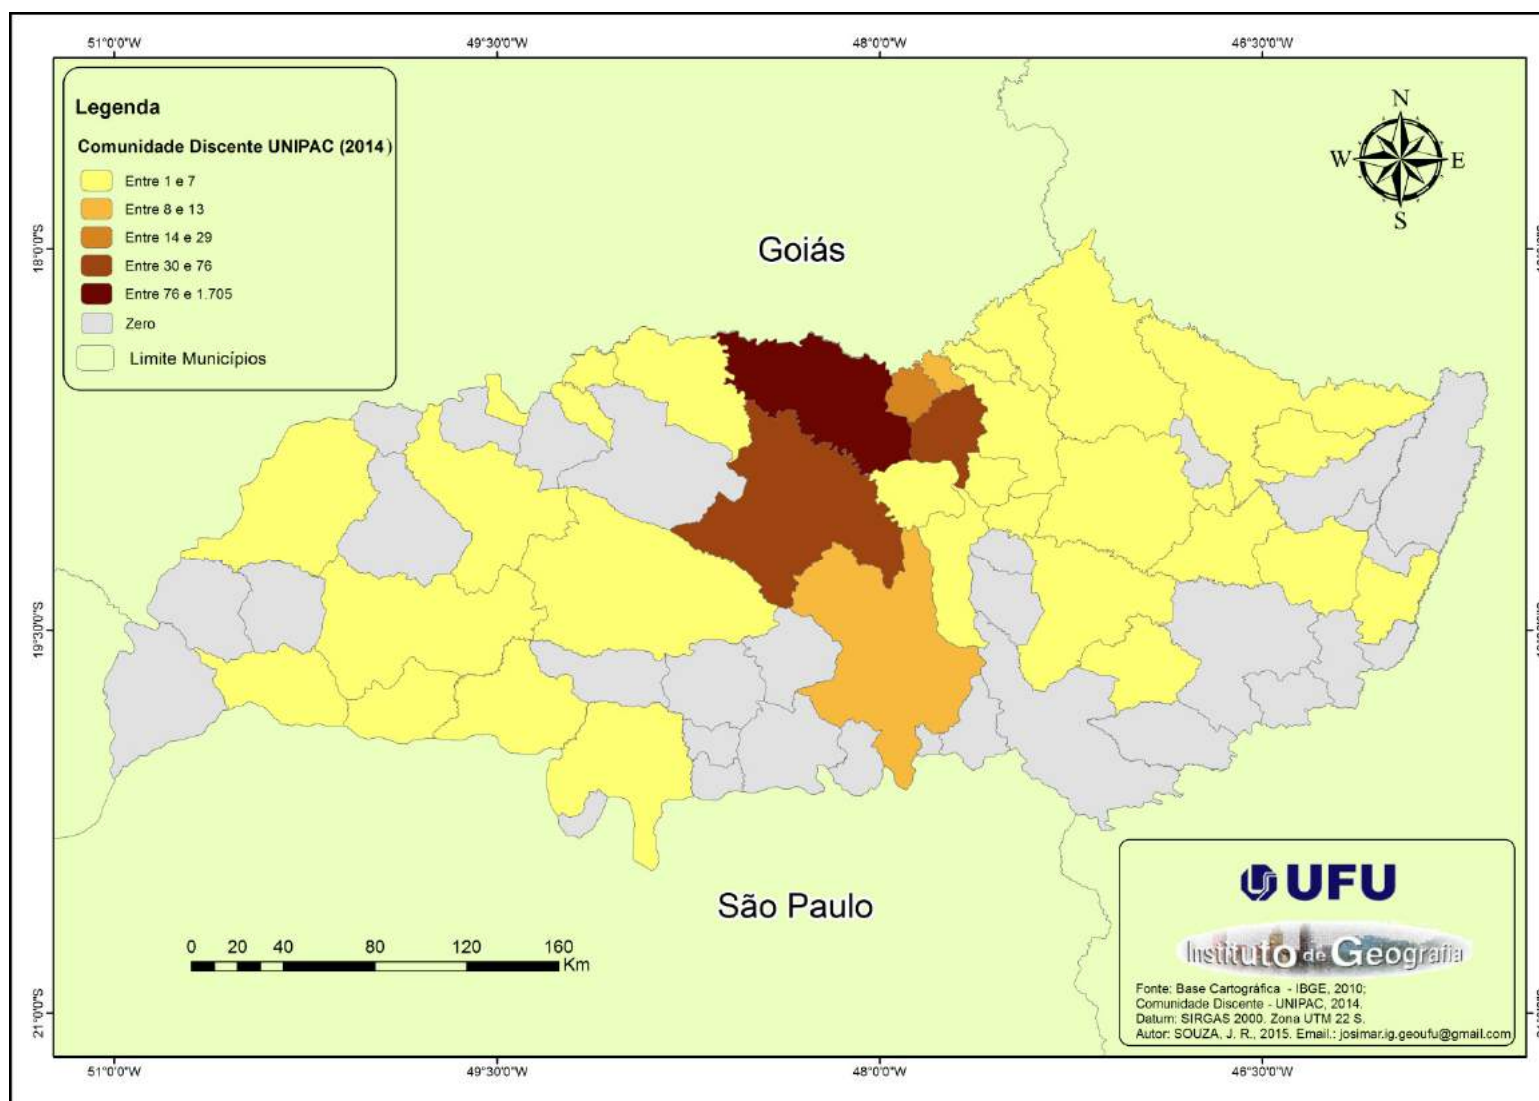 51°0'0"W 49°30'0"W 48°0'0"W 46°30'0"W
Legenda
Comunidade Discente UNIPAC (2014)
Entre 1 e 7
Entre 8 e 13
Entre 14 e 29
Entre 30 e 76
Entre 76 e 1.705
Zero
Limite Municípios
N
W E
S
18°0'0"S
Goiás
19°30'0"S
São Paulo
0 20 40 80 120 160
Km
21°0'0"S
UFU
Instituto de Geografia
Fonte: Base Cartográfica - IBGE, 2010;
Comunidade Discente - UNIPAC, 2014.
Datum: SIRGAS 2000. Zona UTM 22 S.
Autor: SOUZA, J. R., 2015. Email.: josimar.ig.geoufu@gmail.com
51°0'0"W 49°30'0"W 48°0'0"W 46°30'0"W